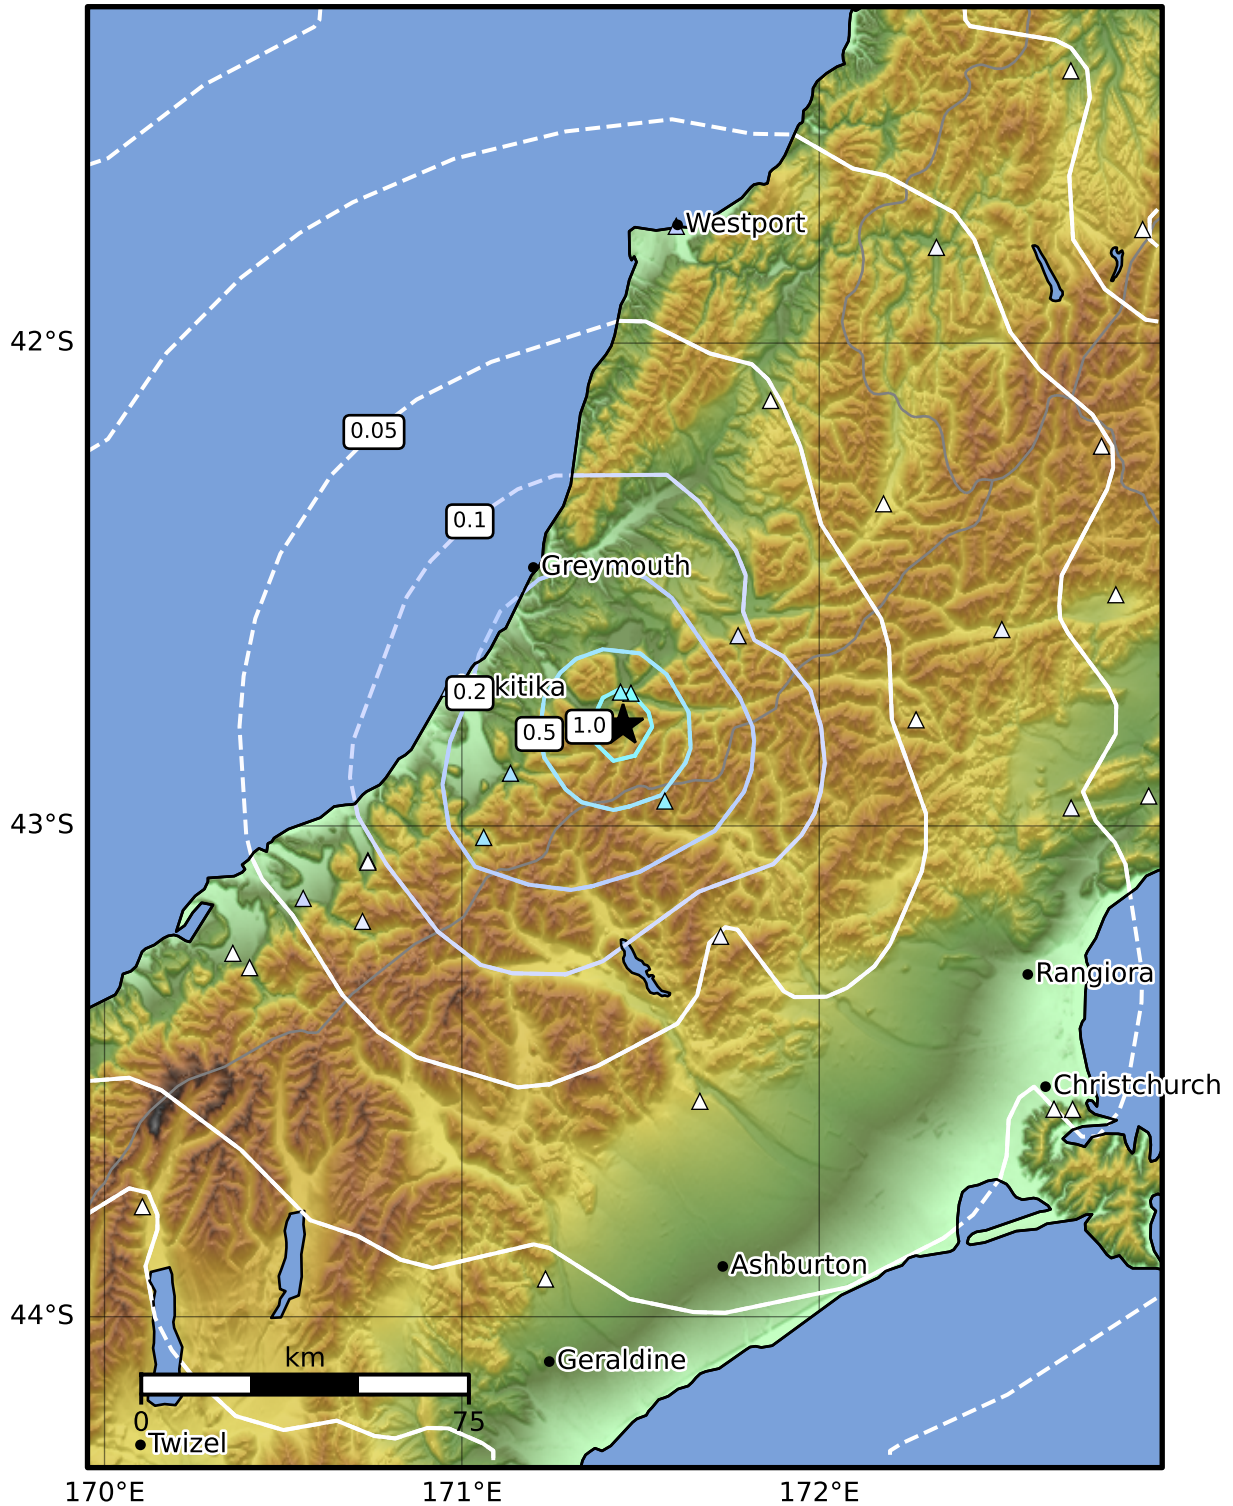 Westport
42°S
0.05
0.1
Greymouth
kitika
0.2
0.5
1.0
43°S
Rangiora
Christchurch
Ashburton
44°S
km
Geraldine
0
75
Twizel
170°E
171°E
172°E